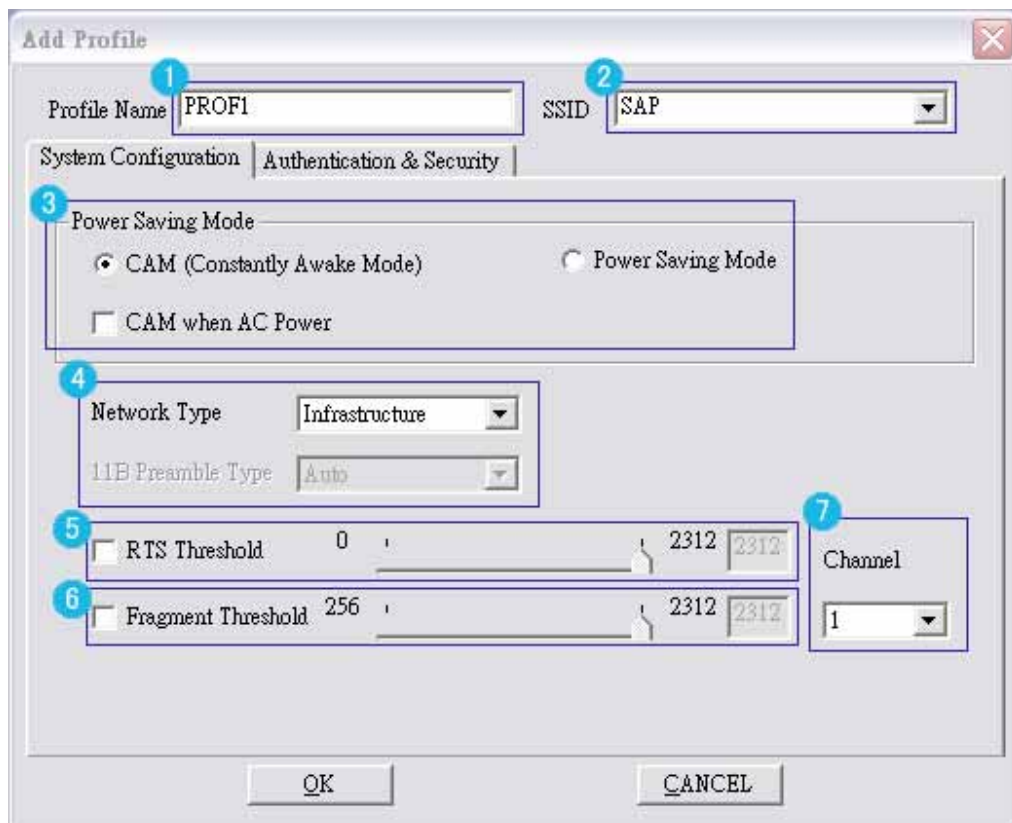 Add Profile
1
2
Profile Name PROF1 SSID SAP
System Configuration Authentication & Security
3
Power Saving Mode
CAM (Constantly Awake Mode) Power Saving Mode
CAM when AC Power
4
Network Type Infrastructure
11B Preamble Type Auto
5
RTS Threshold 0 2312 2312
6
Fragment Threshold 256 2312 2312
7
Channel
1
OK CANCEL